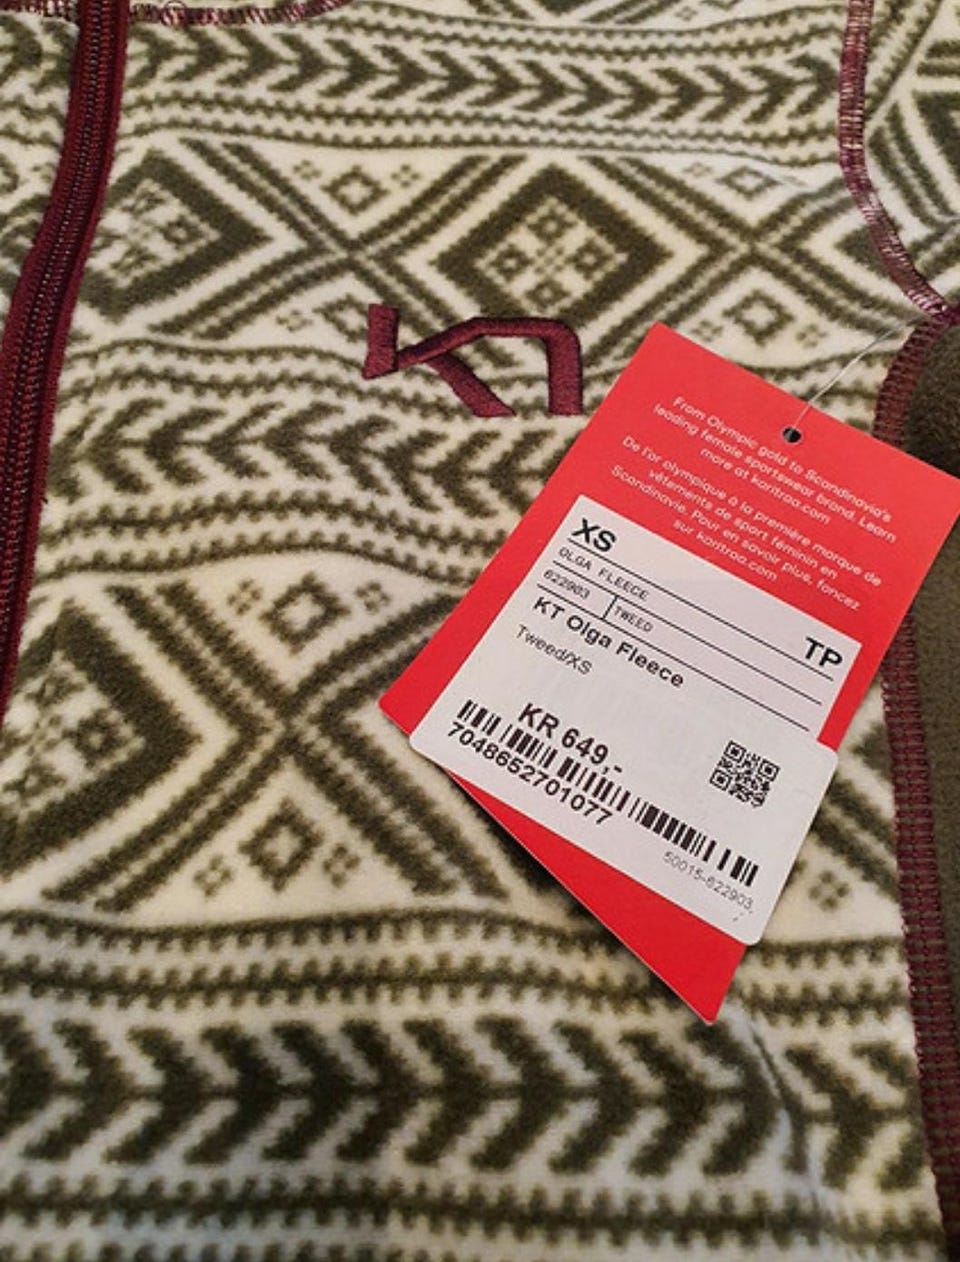 From Olympic gold to Scandinavia's
leading female sportswear brand. Learn
more at karitraa.com
De l'or olympique à la première marque de
vêtements de sport féminin en
Scandinavie. Pour en savoir plus, foncez
sur karitraa.com
XS
TP
OLGA FLEECE
622903 TWEED
KT Olga Fleece
Tweed/XS
KR 649,-
7048652701077
50015-622903